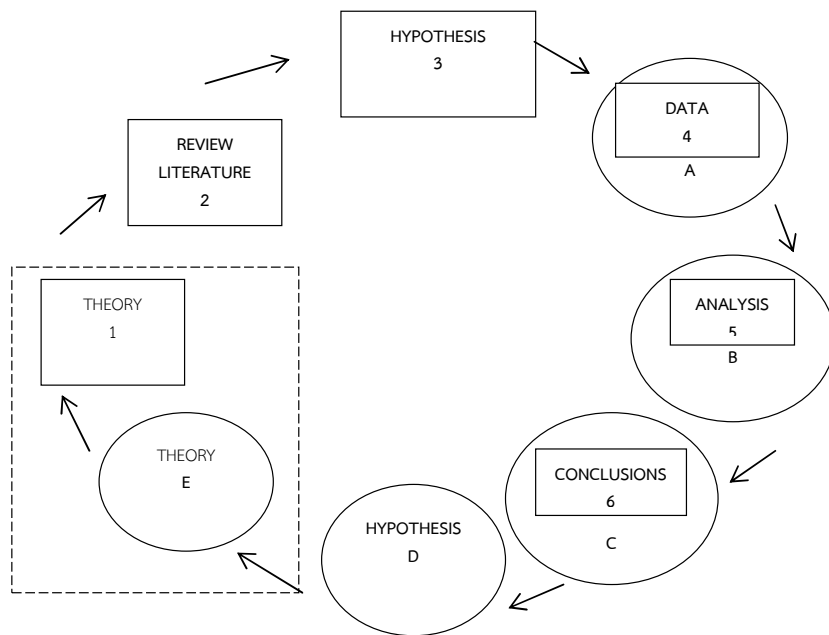 HYPOTHESIS
3
DATA
4
A
REVIEW
LITERATURE
2
ANALYSIS
5
B
THEORY
1
THEORY
E
CONCLUSIONS
6
C
HYPOTHESIS
D